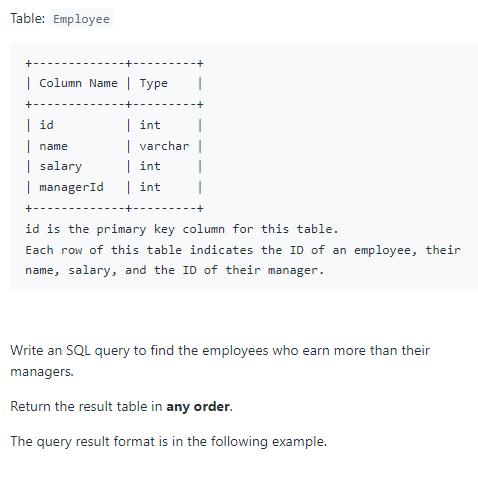 Table: Employee
+-------------+---------+
| Column Name | Type    |
+-------------+---------+
| id          | int     |
| name        | varchar |
| salary      | int     |
| managerId   | int     |
+-------------+---------+
id is the primary key column for this table.
Each row of this table indicates the ID of an employee, their
name, salary, and the ID of their manager.
Write an SQL query to find the employees who earn more than their
managers.
Return the result table in any order.
The query result format is in the following example.